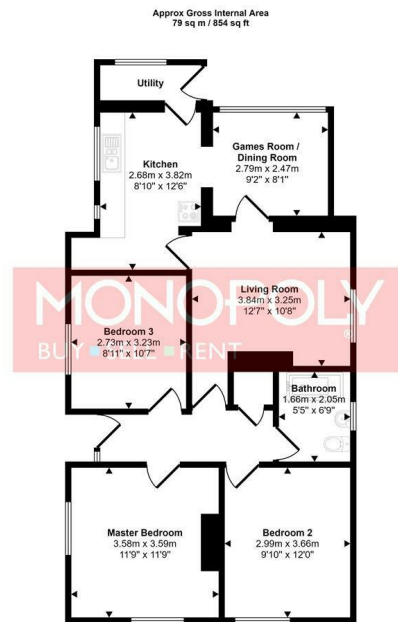 Approx Gross Internal Area
79 sq m / 854 sq ft
Utility
Kitchen
2.68m x 3.82m
8'10" x 12'6"
Games Room /
Dining Room
2.79m x 2.47m
9'2" x 8'1"
Living Room
3.84m x 3.25m
12'7" x 10'8"
MONOPOLY
BUY SELL RENT
Bedroom 3
2.73m x 3.23m
8'11" x 10'7"
Bathroom
1.66m x 2.05m
5'5" x 6'9"
Master Bedroom
3.58m x 3.59m
11'9" x 11'9"
Bedroom 2
2.99m x 3.66m
9'10" x 12'0"